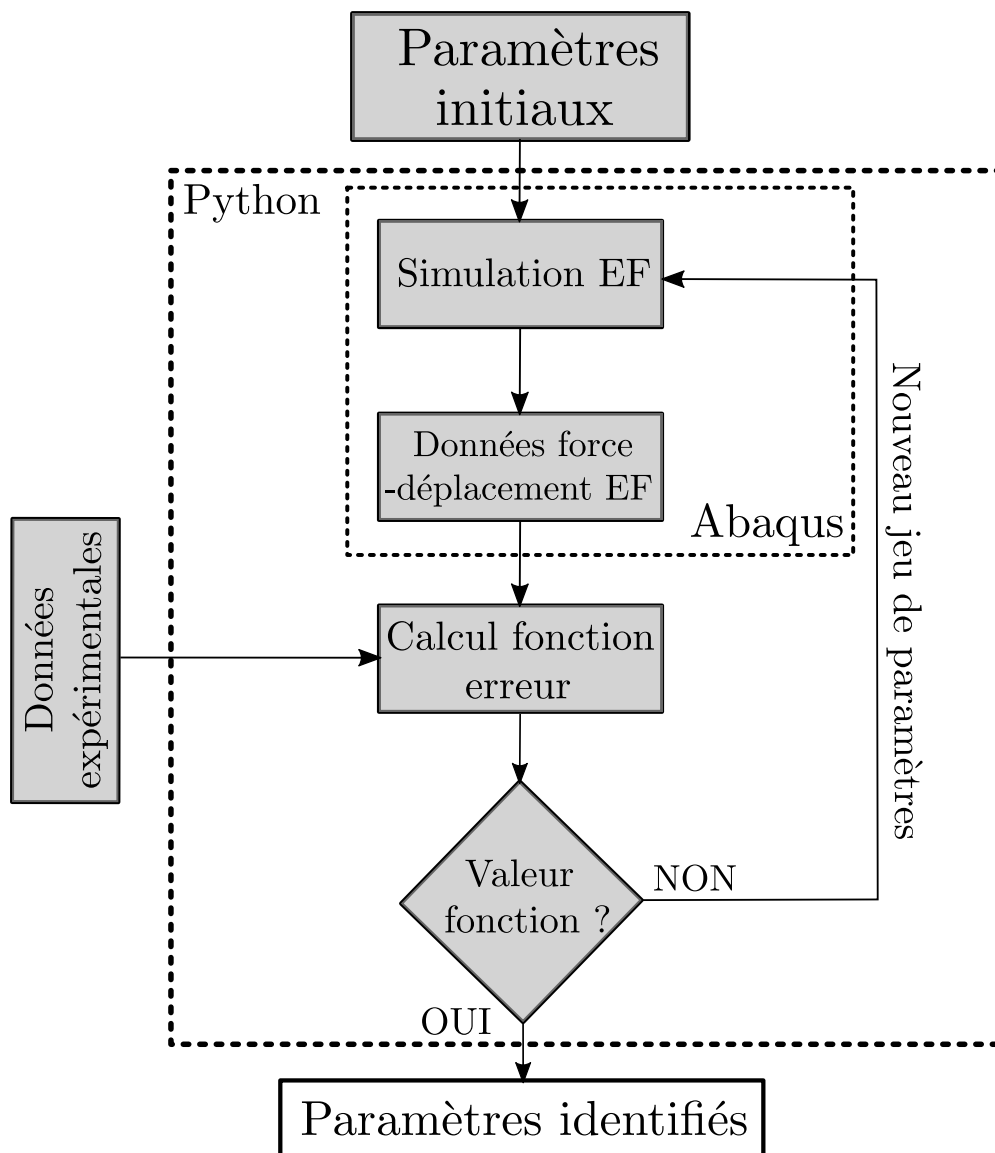 Paramètres
initiaux
Python
Simulation EF
Données force
-déplacement EF
Abaqus
Nouveau jeu de paramètres
Données
expérimentales
Calcul fonction
erreur
Valeur
fonction ?
NON
OUI
Paramètres identifiés